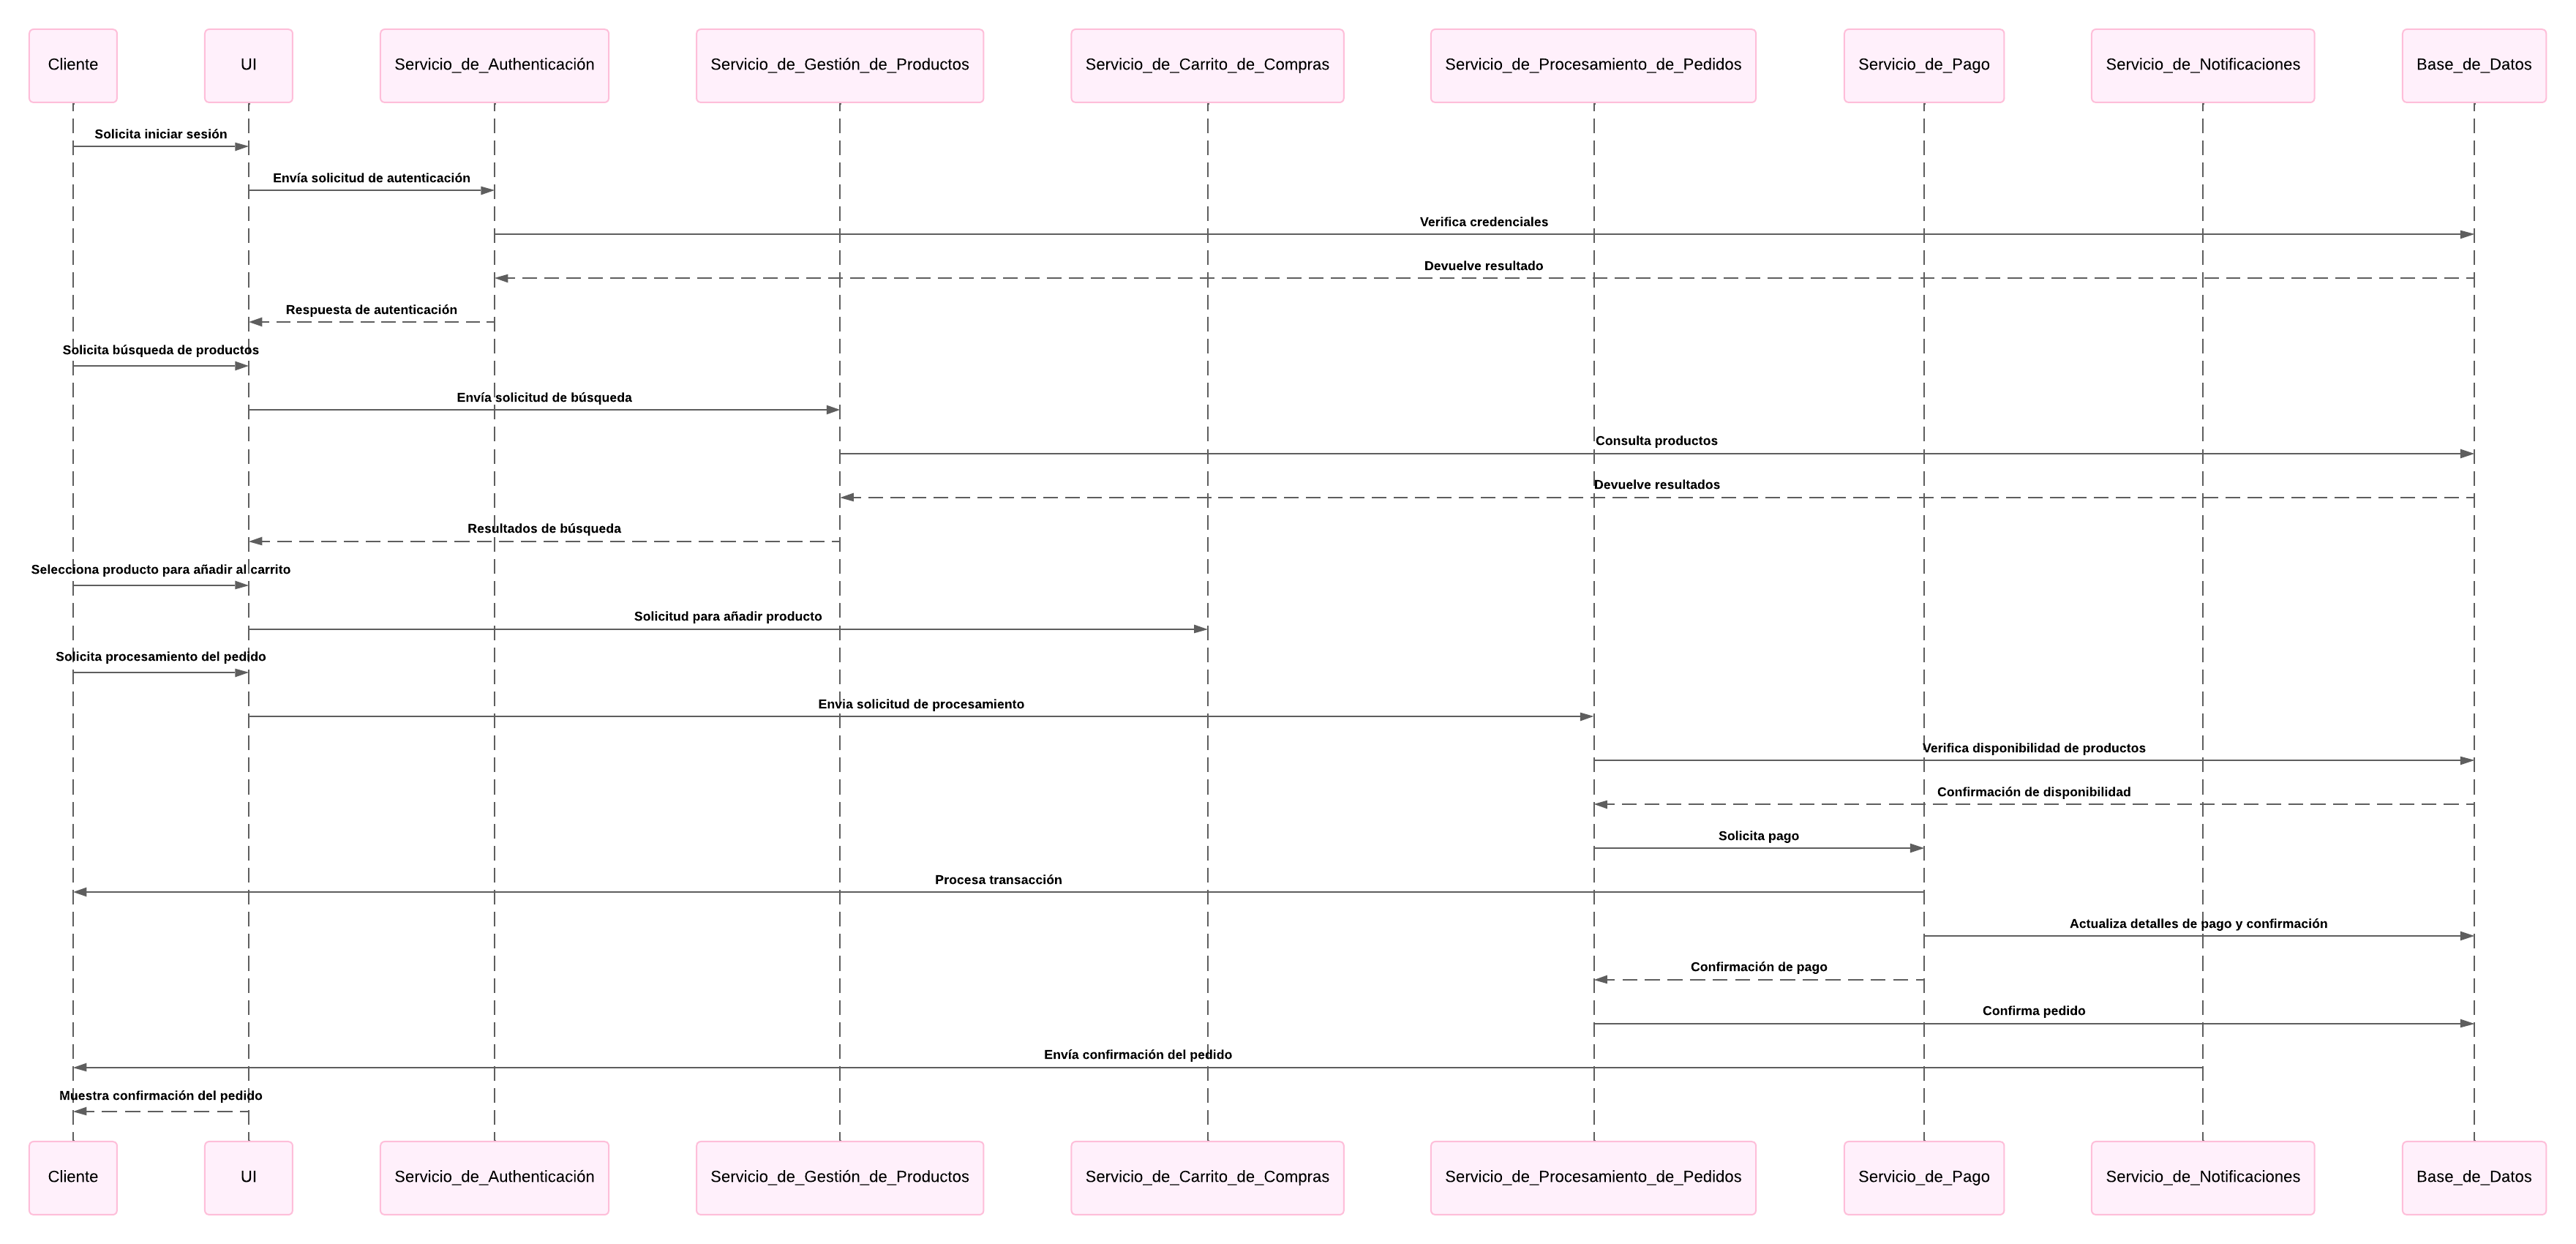 Cliente
UI
Servicio_de_Authenticación
Servicio_de_Gestión_de_Productos
Servicio_de_Carrito_de_Compras
Servicio_de_Procesamiento_de_Pedidos
Servicio_de_Pago
Servicio_de_Notificaciones
Base_de_Datos
Solicita iniciar sesión
Envía solicitud de autenticación
Verifica credenciales
Devuelve resultado
Respuesta de autenticación
Solicita búsqueda de productos
Envía solicitud de búsqueda
Consulta productos
Devuelve resultados
Resultados de búsqueda
Selecciona producto para añadir al carrito
Solicitud para añadir producto
Solicita procesamiento del pedido
Envia solicitud de procesamiento
Verifica disponibilidad de productos
Confirmación de disponibilidad
Solicita pago
Procesa transacción
Actualiza detalles de pago y confirmación
Confirmación de pago
Confirma pedido
Envía confirmación del pedido
Muestra confirmación del pedido
Cliente
UI
Servicio_de_Authenticación
Servicio_de_Gestión_de_Productos
Servicio_de_Carrito_de_Compras
Servicio_de_Procesamiento_de_Pedidos
Servicio_de_Pago
Servicio_de_Notificaciones
Base_de_Datos